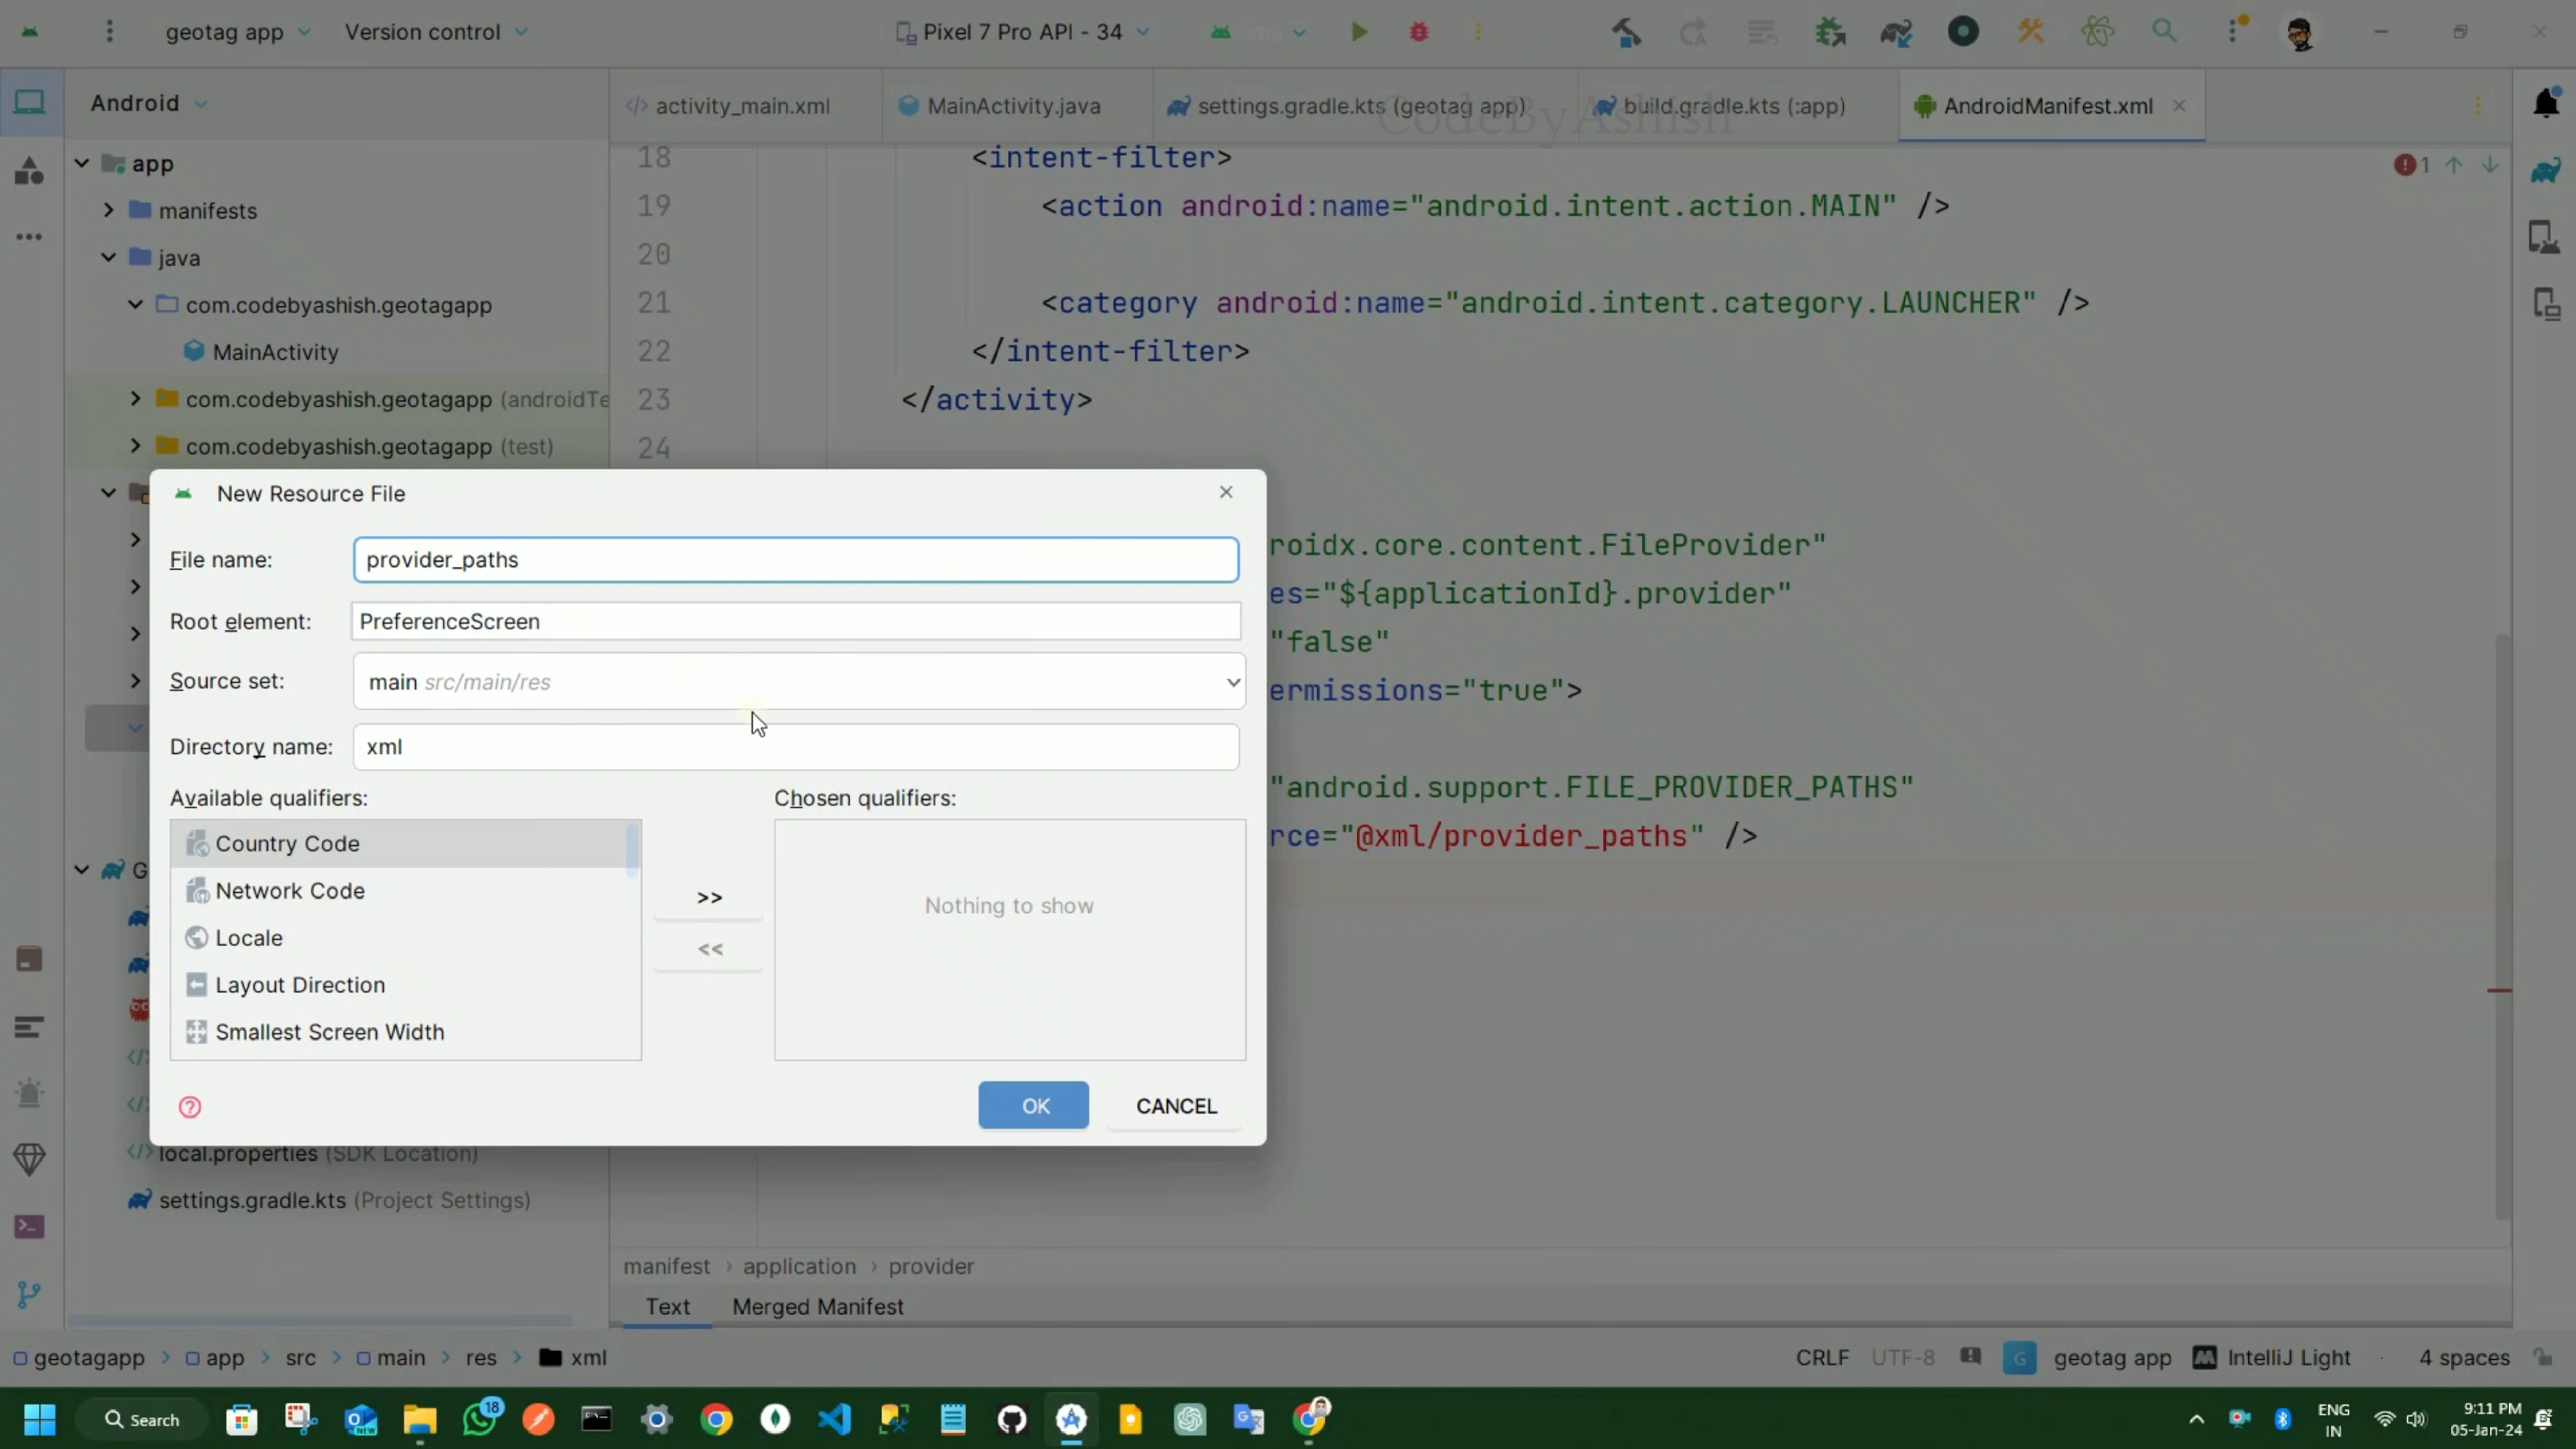 geotag app
Version control
Pixel 7 Pro API - 34
Android
activity_main.xml
MainActivity.java
settings.gradle.kts (geotag app)
build.gradle.kts (:app)
AndroidManifest.xml
CodeByAshish
app
manifests
java
com.codebyashish.geotagapp
MainActivity
com.codebyashish.geotagapp (androidTe
com.codebyashish.geotagapp (test)
18 <intent-filter>
19 <action android:name="android.intent.action.MAIN" />
20
21 <category android:name="android.intent.category.LAUNCHER" />
22 </intent-filter>
23 </activity>
24
1
roidx.core.content.FileProvider"
es="${applicationId}.provider"
"false"
ermissions="true">
"android.support.FILE_PROVIDER_PATHS"
rce="@xml/provider_paths" />
New Resource File
File name: provider_paths
Root element: PreferenceScreen
Source set: main src/main/res
Directory name: xml
Available qualifiers:
Chosen qualifiers:
Country Code
Network Code
Locale
Layout Direction
Smallest Screen Width
>>
<<
Nothing to show
OK
CANCEL
G
local.properties (SDK Location)
settings.gradle.kts (Project Settings)
manifest › application › provider
Text
Merged Manifest
geotagapp > app > src > main > res > xml
CRLF
UTF-8
G
geotag app
IntelliJ Light
4 spaces
Search
NEW
18
ENG
IN
9:11 PM
05-Jan-24